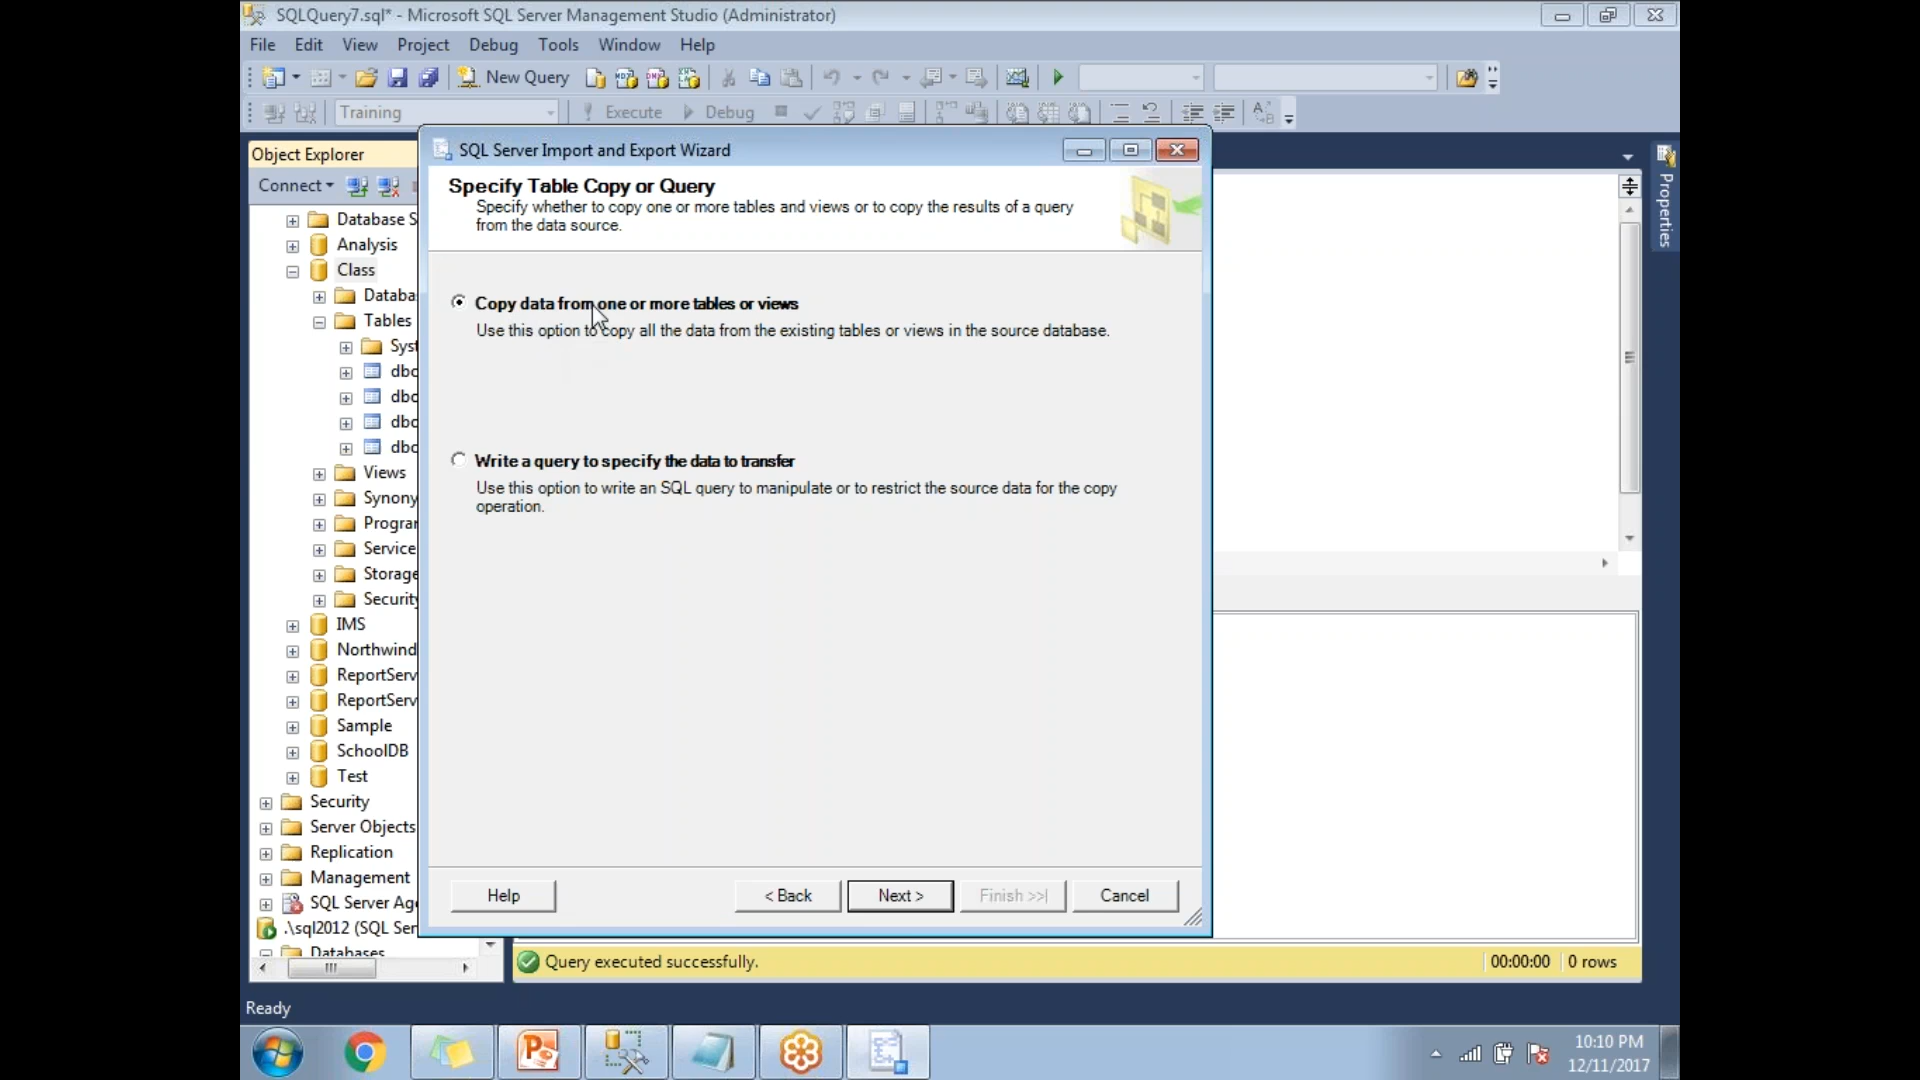 SQLQuery7.sql* - Microsoft SQL Server Management Studio (Administrator)
File Edit View Project Debug Tools Window Help
New Query
Training Execute Debug
Object Explorer
Connect
Database S
Analysis
Class
Databa
Tables
Syst
dbo
dbo
dbo
dbo
Views
Synony
Program
Service
Storage
Security
IMS
Northwind
ReportServ
ReportServ
Sample
SchoolDB
Test
Security
Server Objects
Replication
Management
SQL Server Age
.\sql2012 (SQL Ser
Databases
SQL Server Import and Export Wizard
Specify Table Copy or Query
Specify whether to copy one or more tables and views or to copy the results of a query
from the data source.
Copy data from one or more tables or views
Use this option to copy all the data from the existing tables or views in the source database.
Write a query to specify the data to transfer
Use this option to write an SQL query to manipulate or to restrict the source data for the copy
operation.
Help < Back Next > Finish >>| Cancel
Properties
Query executed successfully. 00:00:00 0 rows
Ready
10:10 PM
12/11/2017